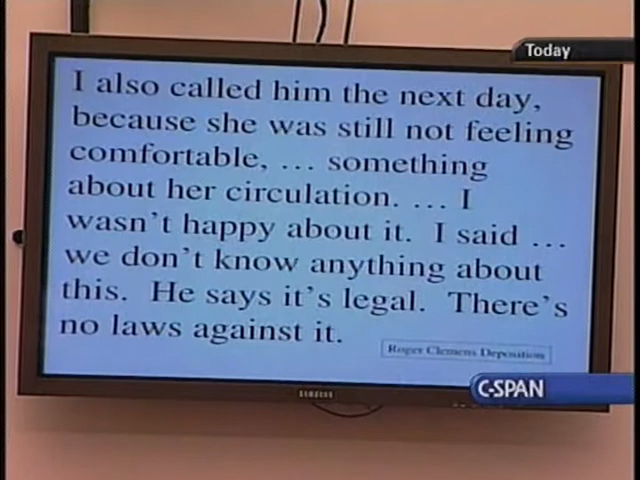 Today
I also called him the next day,
because she was still not feeling
comfortable, ... something
about her circulation. ... I
wasn't happy about it. I said ...
we don't know anything about
this. He says it's legal. There's
no laws against it.
Roger Clemens Deposition
C-SPAN
SAMSUNG